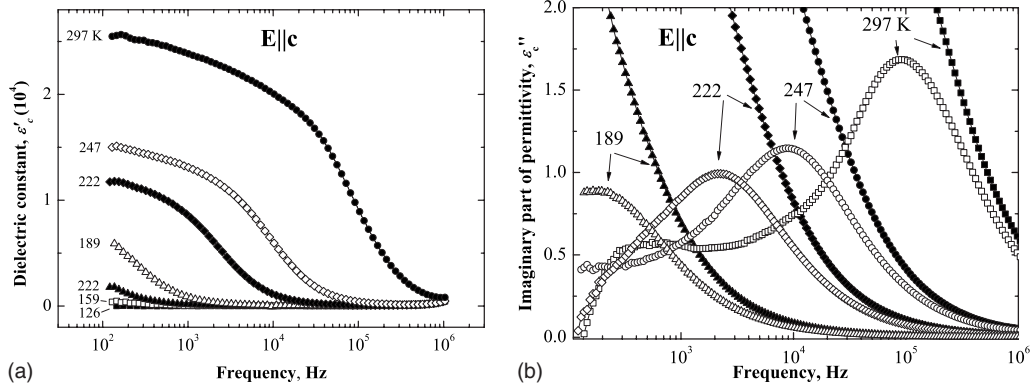 E||c
297 K
247
222
189
222
159
126
2
1
0
Dielectric constant, ε'c (10⁴)
10² 10³ 10⁴ 10⁵ 10⁶
Frequency, Hz
(a)
E||c
297 K
222
247
189
2.0
1.5
1.0
0.5
0.0
Imaginary part of permittivity, εc''
10³ 10⁴ 10⁵ 10⁶
Frequency, Hz
(b)